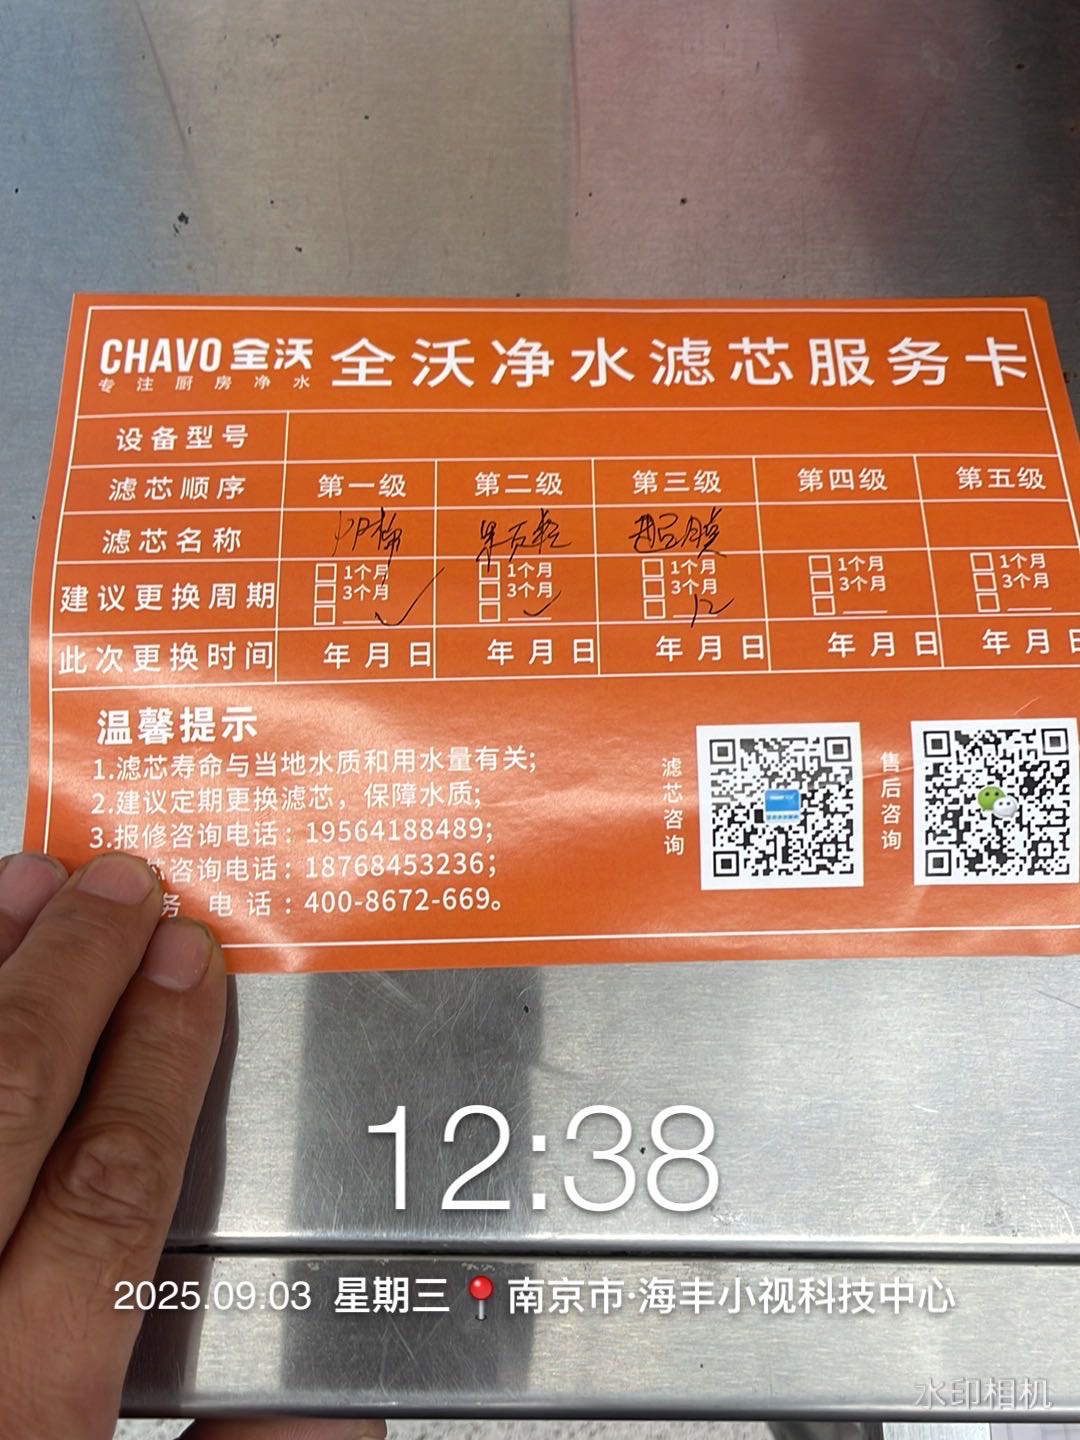 CHAVO 全沃 全沃净水滤芯服务卡
专注厨房净水
设备型号
滤芯顺序 第一级 第二级 第三级 第四级 第五级
滤芯名称
建议更换周期 1个月 1个月 1个月 1个月 1个月
3个月 3个月 3个月 3个月 3个月
12
此次更换时间 年月日 年月日 年月日 年月日 年月日
温馨提示
1.滤芯寿命与当地水质和用水量有关;
2.建议定期更换滤芯，保障水质;
3.报修咨询电话：19564188489;
芯咨询电话：18768453236;
务 电 话：400-8672-669。
滤芯咨询
售后咨询
12:38
2025.09.03 星期三 南京市·海丰小视科技中心
水印相机